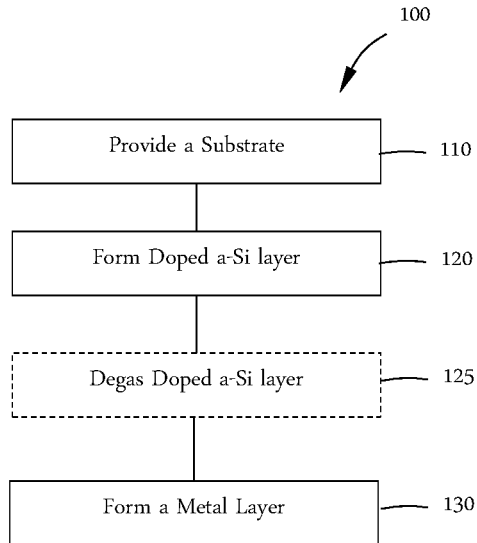 100
Provide a Substrate
110
Form Doped a-Si layer
120
Degas Doped a-Si layer
125
Form a Metal Layer
130